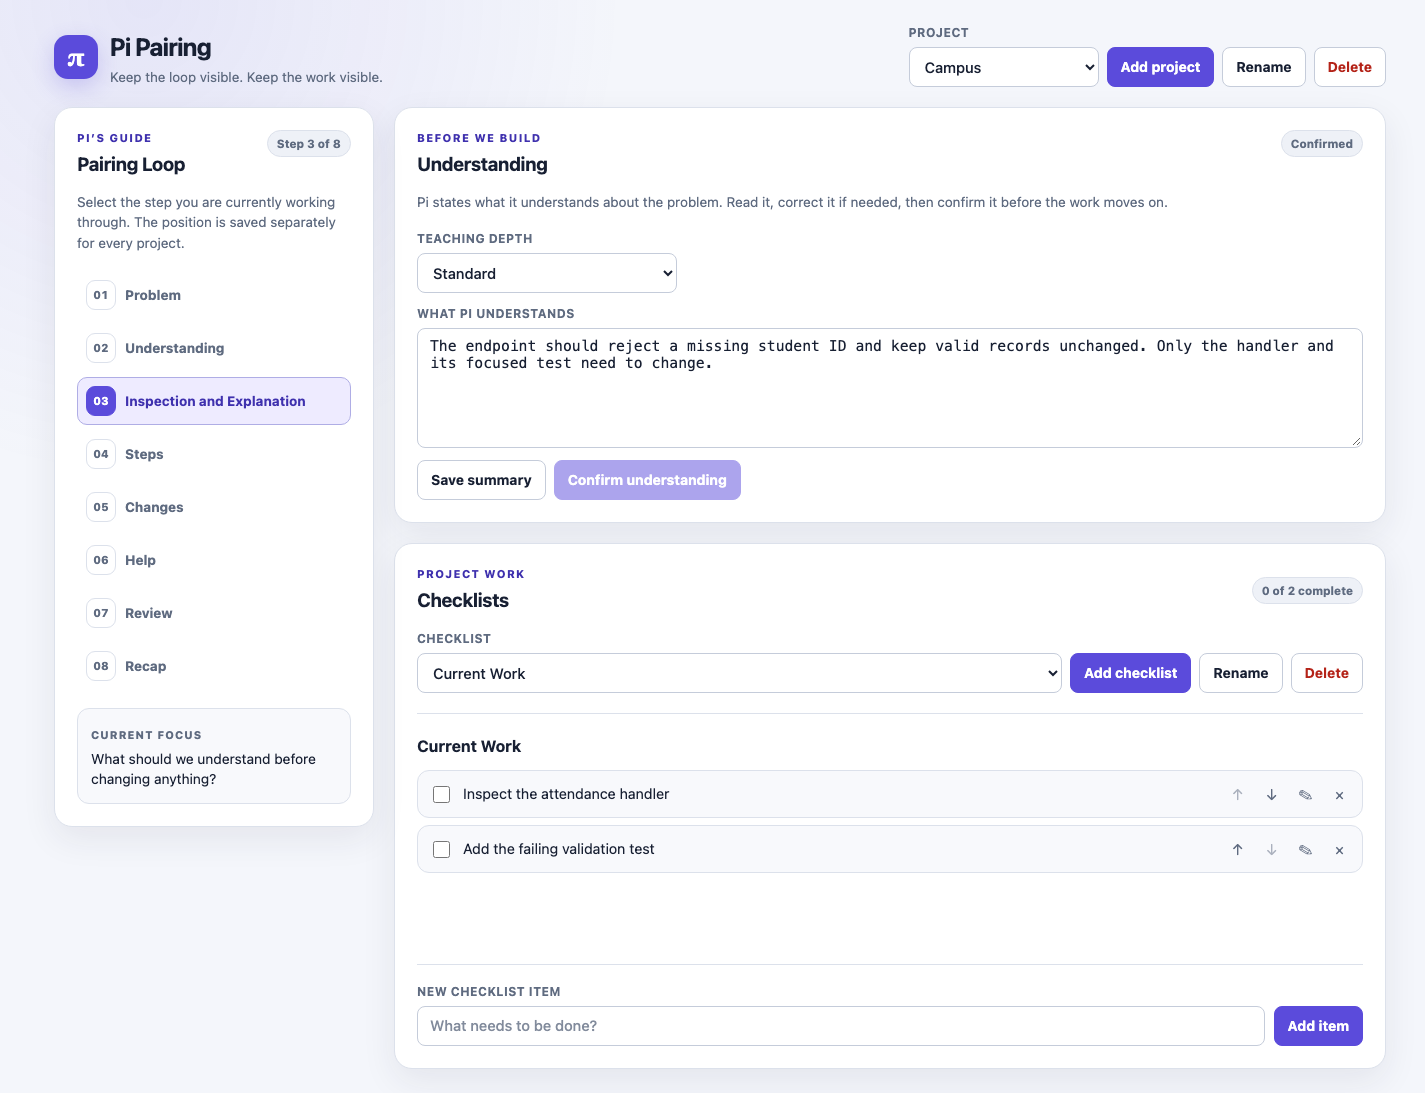 π
Pi Pairing
Keep the loop visible. Keep the work visible.
PROJECT
Campus
Add project
Rename
Delete
PI'S GUIDE
Pairing Loop
Step 3 of 8
Select the step you are currently working
through. The position is saved separately
for every project.
01 Problem
02 Understanding
03 Inspection and Explanation
04 Steps
05 Changes
06 Help
07 Review
08 Recap
CURRENT FOCUS
What should we understand before
changing anything?
BEFORE WE BUILD
Understanding
Confirmed
Pi states what it understands about the problem. Read it, correct it if needed, then confirm it before the work moves on.
TEACHING DEPTH
Standard
WHAT PI UNDERSTANDS
The endpoint should reject a missing student ID and keep valid records unchanged. Only the handler and
its focused test need to change.
Save summary
Confirm understanding
PROJECT WORK
Checklists
0 of 2 complete
CHECKLIST
Current Work
Add checklist
Rename
Delete
Current Work
Inspect the attendance handler
Add the failing validation test
NEW CHECKLIST ITEM
What needs to be done?
Add item